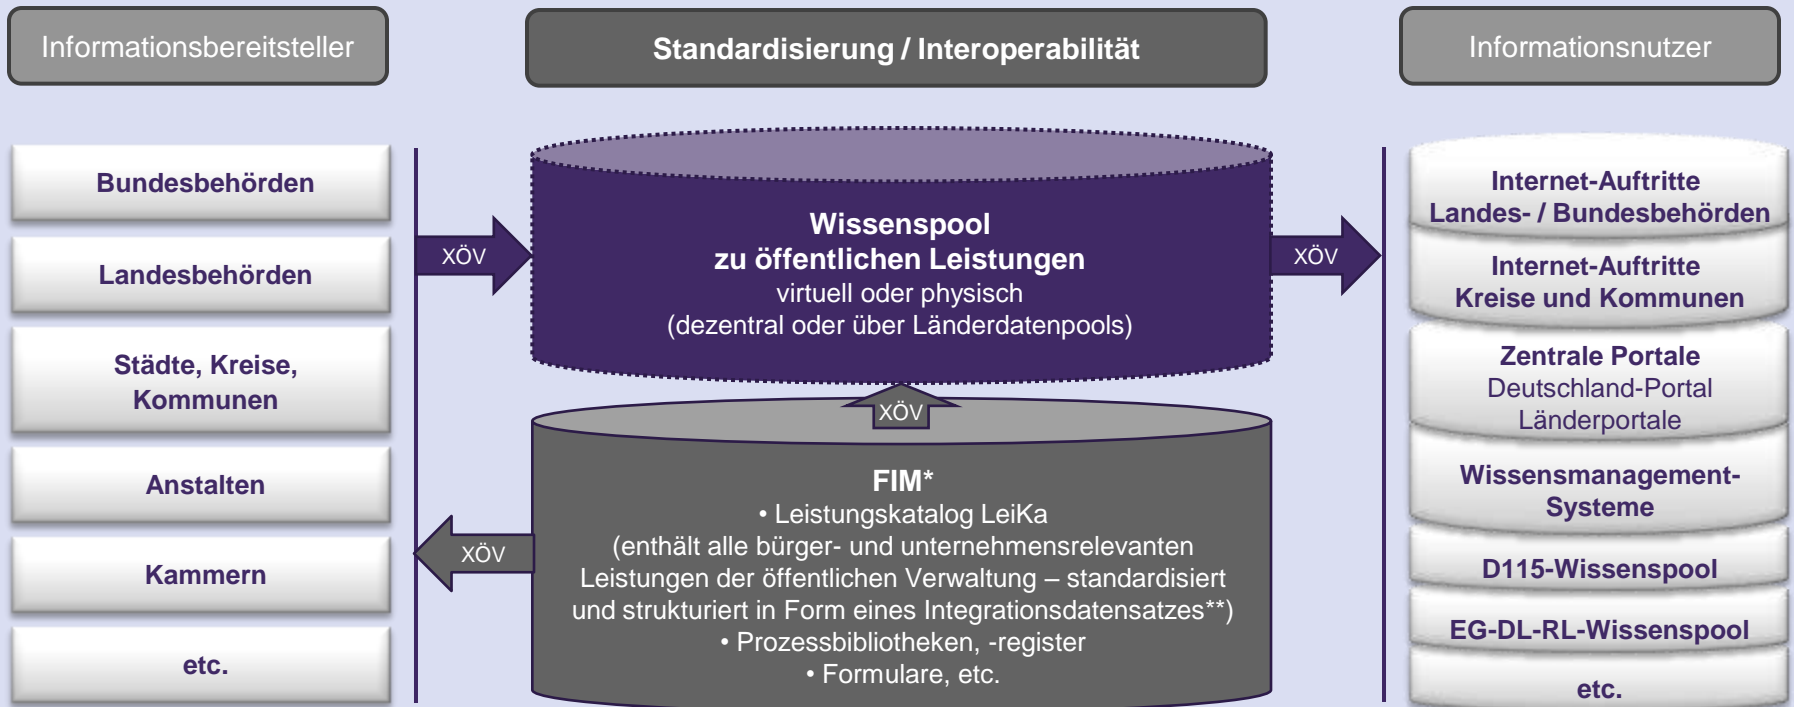 Informationsbereitsteller
Standardisierung / Interoperabilität
Informationsnutzer
Bundesbehörden
Landesbehörden
Städte, Kreise,
Kommunen
Anstalten
Kammern
etc.
XÖV
Wissenspool
zu öffentlichen Leistungen
virtuell oder physisch
(dezentral oder über Länderdatenpools)
XÖV
XÖV
FIM*
• Leistungskatalog LeiKa
(enthält alle bürger- und unternehmensrelevanten
Leistungen der öffentlichen Verwaltung – standardisiert
und strukturiert in Form eines Integrationsdatensatzes**)
• Prozessbibliotheken, -register
• Formulare, etc.
XÖV
Internet-Auftritte
Landes- / Bundesbehörden
Internet-Auftritte
Kreise und Kommunen
Zentrale Portale
Deutschland-Portal
Länderportale
Wissensmanagement-
Systeme
D115-Wissenspool
EG-DL-RL-Wissenspool
etc.